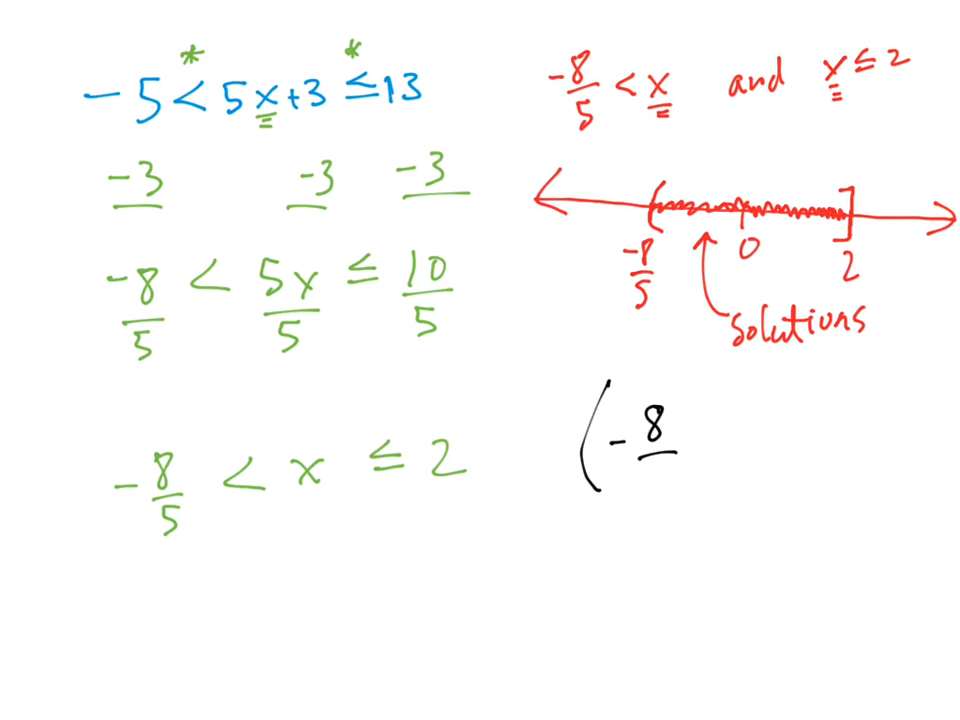 * *
-5 < 5x+3 ≤ 13
-3 -3 -3
-8/5 < 5x/5 ≤ 10/5
-8/5 < x ≤ 2
-8/5 < x and x ≤ 2
( ]
-8/5 0 2
solutions
(-8